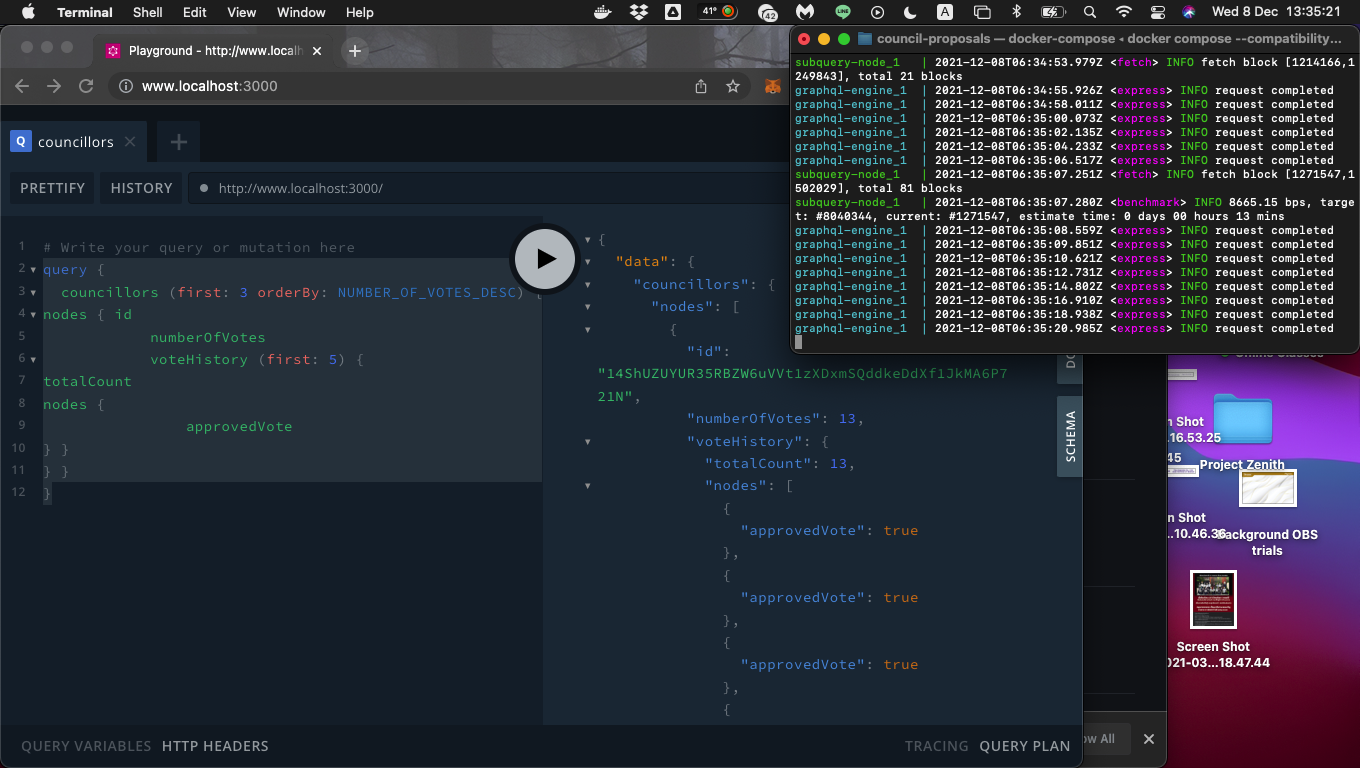 Terminal Shell Edit View Window Help 41° 42 LINE A Wed 8 Dec 13:35:21
Playground - http://www.local
www.localhost:3000
Q councillors
PRETTIFY HISTORY http://www.localhost:3000/
1 # Write your query or mutation here
2 query {
3 councillors (first: 3 orderBy: NUMBER_OF_VOTES_DESC) {
4 nodes { id
5 numberOfVotes
6 voteHistory (first: 5) {
7 totalCount
8 nodes {
9 approvedVote
10 } }
11 } }
12 }
{
"data": {
"councillors": {
"nodes": [
{
"id":
"14ShUZUYUR35RBZW6uVVt1zXDxmSQddkeDdXf1JkMA6P7
21N",
"numberOfVotes": 13,
"voteHistory": {
"totalCount": 13,
"nodes": [
{
"approvedVote": true
},
{
"approvedVote": true
},
{
"approvedVote": true
},
{
SCHEMA
QUERY VARIABLES HTTP HEADERS
TRACING QUERY PLAN
council-proposals — docker-compose ◂ docker compose --compatibility...
subquery-node_1 | 2021-12-08T06:34:53.979Z <fetch> INFO fetch block [1214166,1
249843], total 21 blocks
graphql-engine_1 | 2021-12-08T06:34:55.926Z <express> INFO request completed
graphql-engine_1 | 2021-12-08T06:34:58.011Z <express> INFO request completed
graphql-engine_1 | 2021-12-08T06:35:00.073Z <express> INFO request completed
graphql-engine_1 | 2021-12-08T06:35:02.135Z <express> INFO request completed
graphql-engine_1 | 2021-12-08T06:35:04.233Z <express> INFO request completed
graphql-engine_1 | 2021-12-08T06:35:06.517Z <express> INFO request completed
subquery-node_1 | 2021-12-08T06:35:07.251Z <fetch> INFO fetch block [1271547,1
502029], total 81 blocks
subquery-node_1 | 2021-12-08T06:35:07.280Z <benchmark> INFO 8665.15 bps, targe
t: #8040344, current: #1271547, estimate time: 0 days 00 hours 13 mins
graphql-engine_1 | 2021-12-08T06:35:08.559Z <express> INFO request completed
graphql-engine_1 | 2021-12-08T06:35:09.851Z <express> INFO request completed
graphql-engine_1 | 2021-12-08T06:35:10.621Z <express> INFO request completed
graphql-engine_1 | 2021-12-08T06:35:12.731Z <express> INFO request completed
graphql-engine_1 | 2021-12-08T06:35:14.802Z <express> INFO request completed
graphql-engine_1 | 2021-12-08T06:35:16.910Z <express> INFO request completed
graphql-engine_1 | 2021-12-08T06:35:18.938Z <express> INFO request completed
graphql-engine_1 | 2021-12-08T06:35:20.985Z <express> INFO request completed
n Shot
.16.53.25
45
Project Zenith
n Shot
..10.46.36
Background OBS
trials
Screen Shot
021-03...18.47.44
ow All